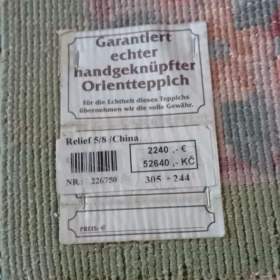 Garantiert
echter
handgeknüpfter
Orientteppich
für die Echtheit dieses Teppichs
übernehmen wir die volle Gewähr.
Relief 5/8 /China
2240 ,- €
52640 ,- KČ
NR.: 226750
305 * 244
PREIS: €